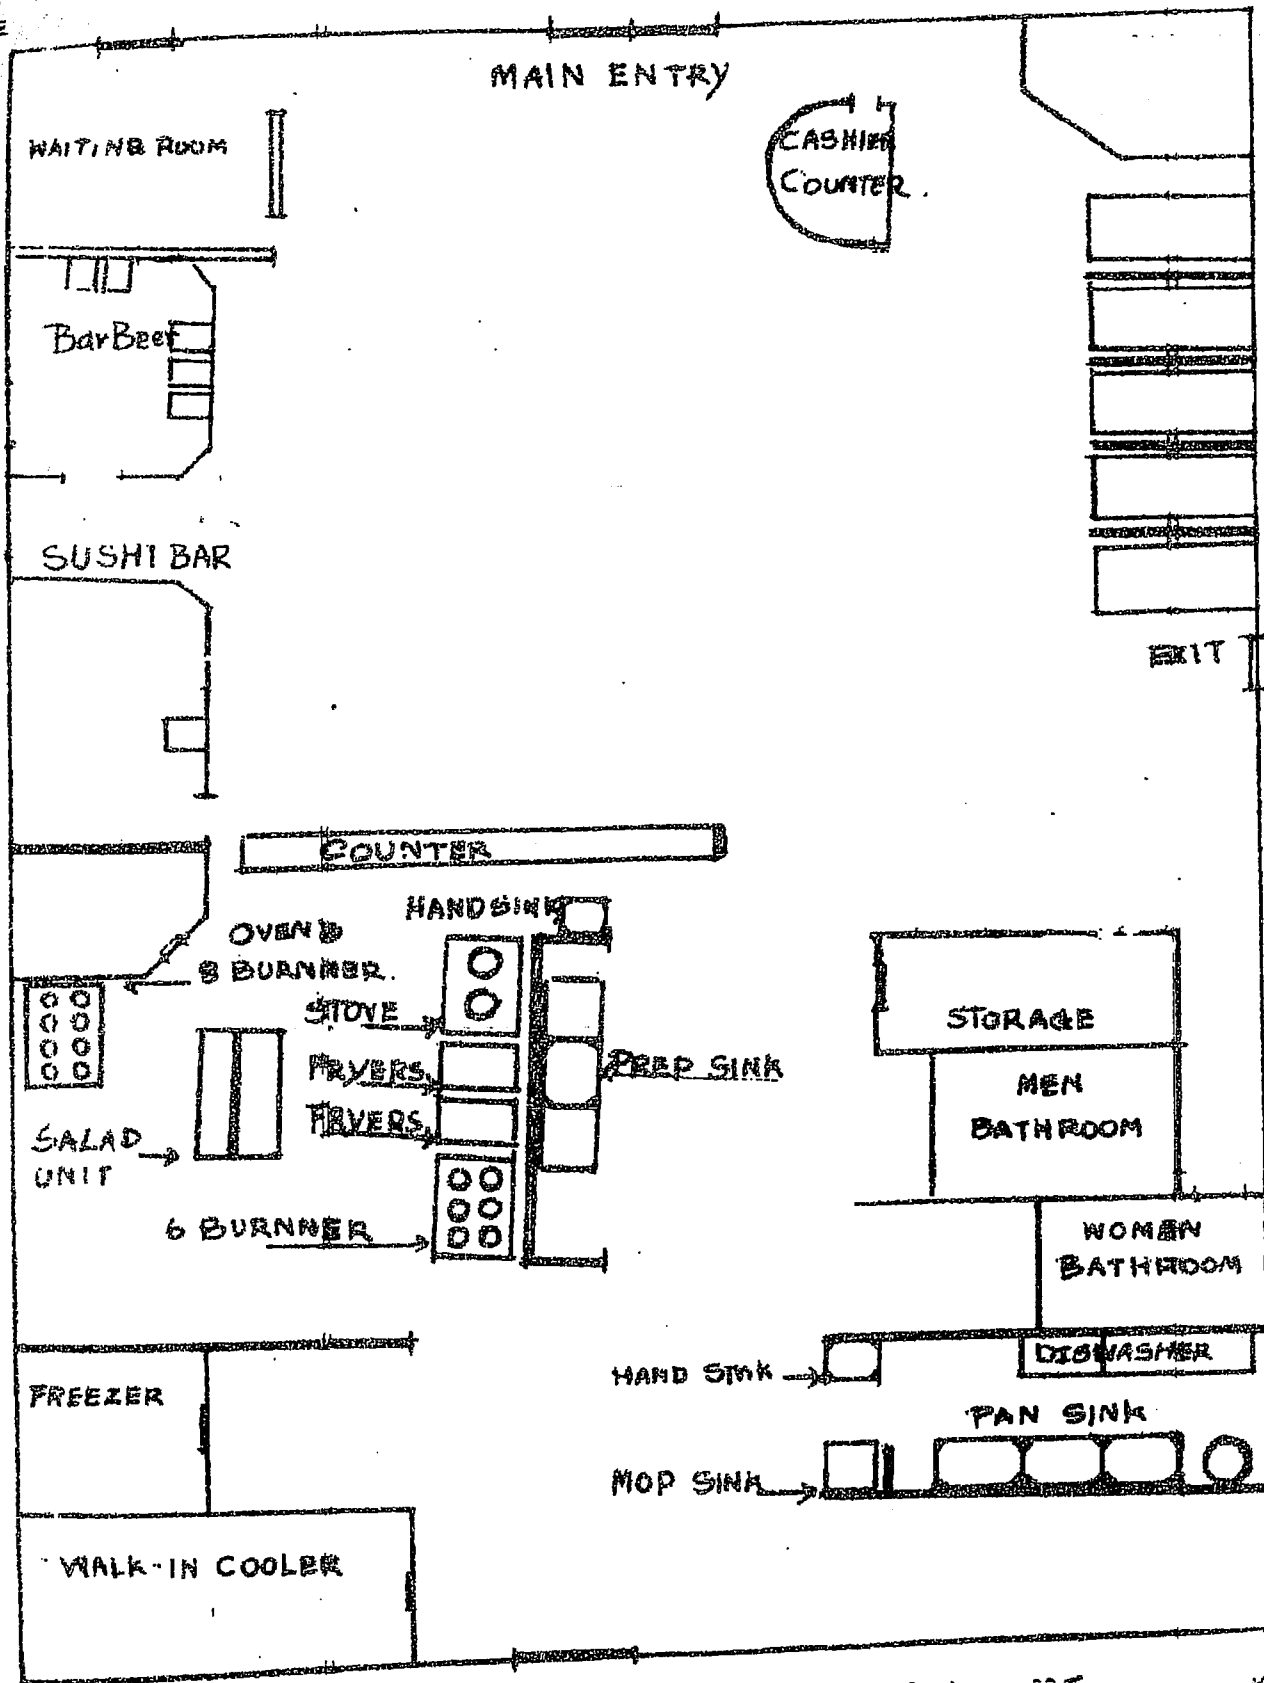 MAIN ENTRY
WAITING ROOM
CASHIER
COUNTER.
BarBeer
SUSHI BAR
EXIT
COUNTER
HANDSINK
OVEN &
8 BURNNER.
STOVE
STORAGE
FRYERS
PREP SINK
MEN
BATHROOM
FRYERS
SALAD
UNIT
6 BURNNER
WOMEN
BATHROOM
DISWASHER
HAND SINK
FREEZER
PAN SINK
MOP SINK
WALK-IN COOLER